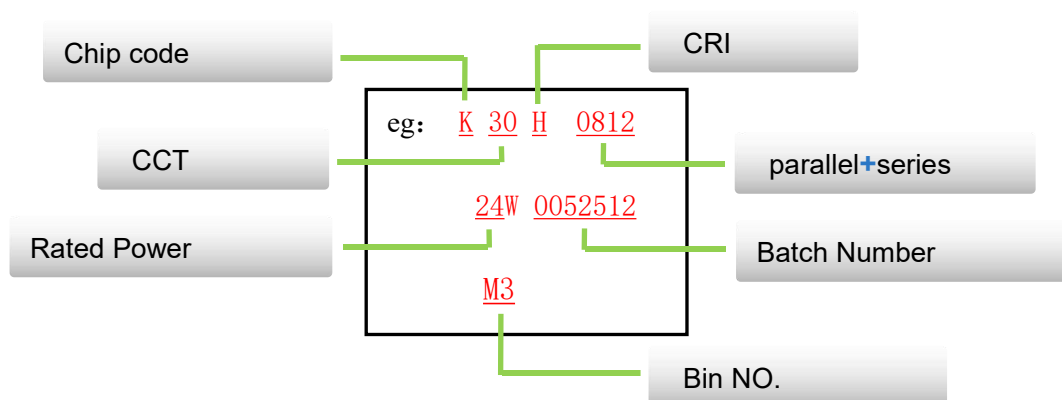 Chip code
CRI
eg: K 30 H 0812
CCT
parallel+series
24W 0052512
Rated Power
Batch Number
M3
Bin NO.